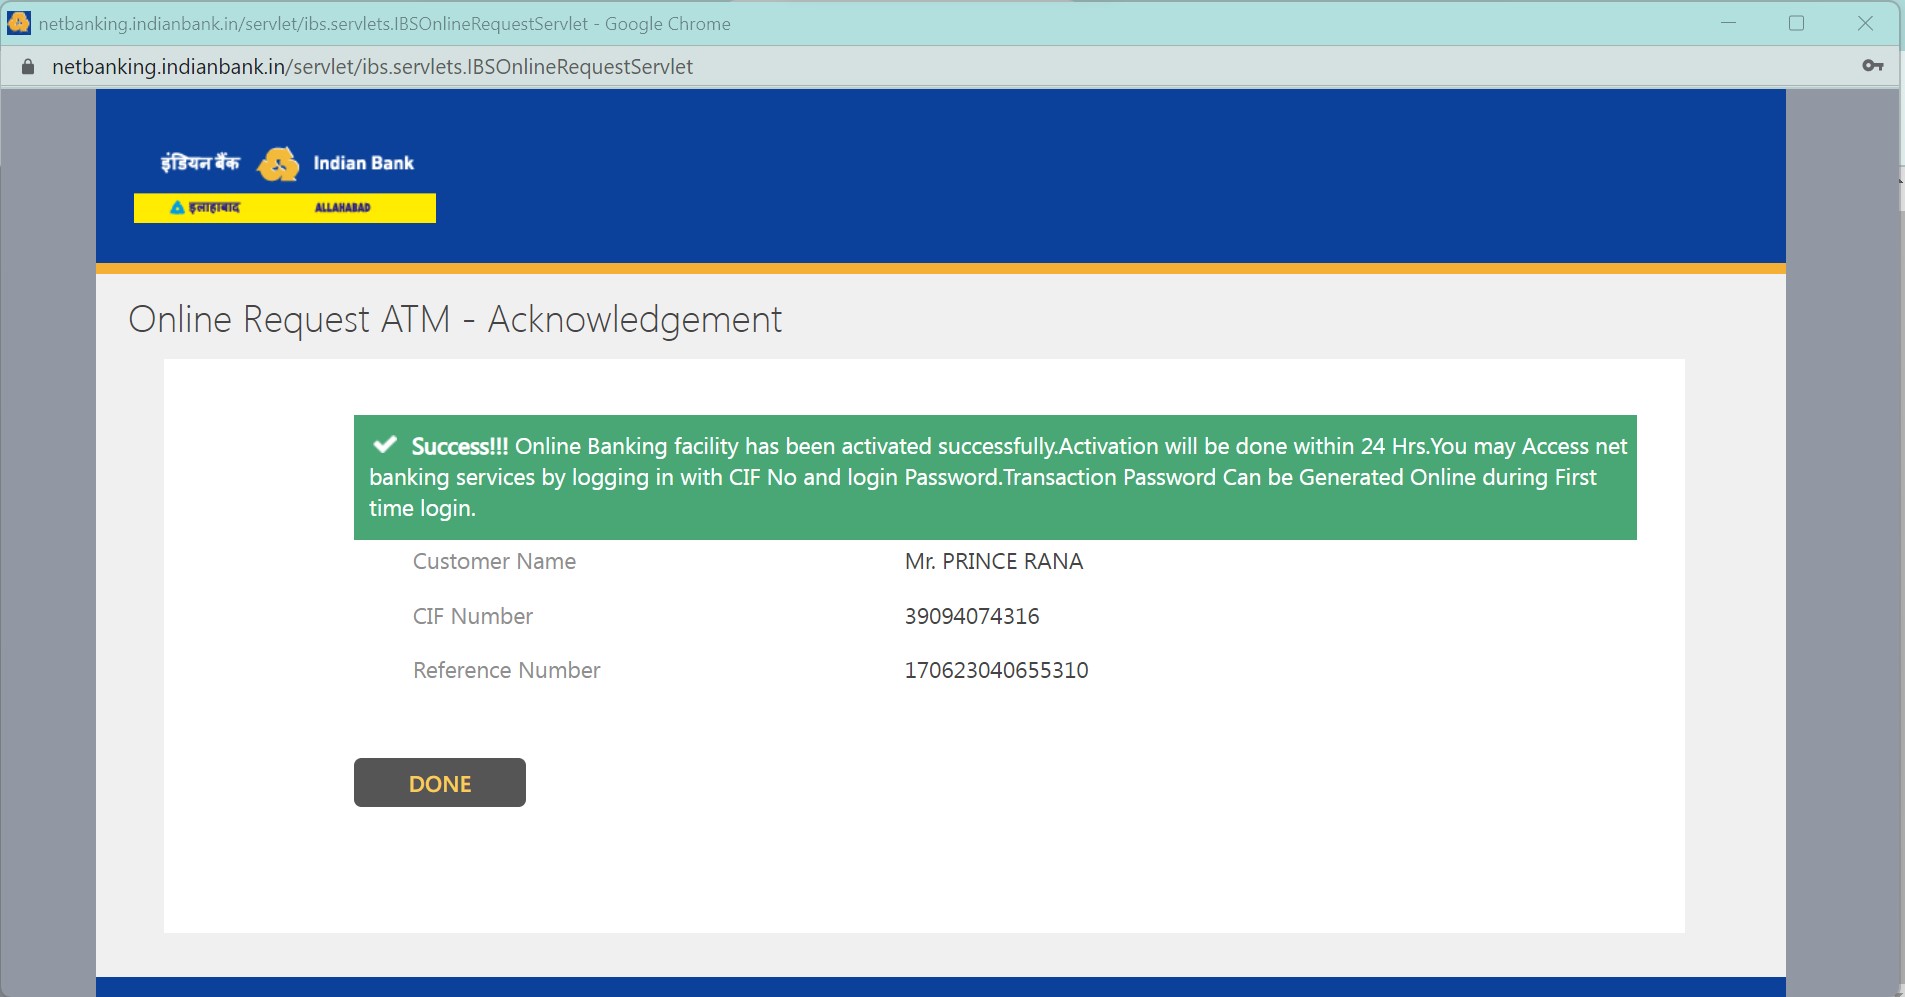 netbanking.indianbank.in/servlet/ibs.servlets.IBSOnlineRequestServlet - Google Chrome
netbanking.indianbank.in/servlet/ibs.servlets.IBSOnlineRequestServlet
इंडियन बैंक Indian Bank
इलाहाबाद ALLAHABAD
Online Request ATM - Acknowledgement
Success!!! Online Banking facility has been activated successfully.Activation will be done within 24 Hrs.You may Access net
banking services by logging in with CIF No and login Password.Transaction Password Can be Generated Online during First
time login.
Customer Name Mr. PRINCE RANA
CIF Number 39094074316
Reference Number 170623040655310
DONE